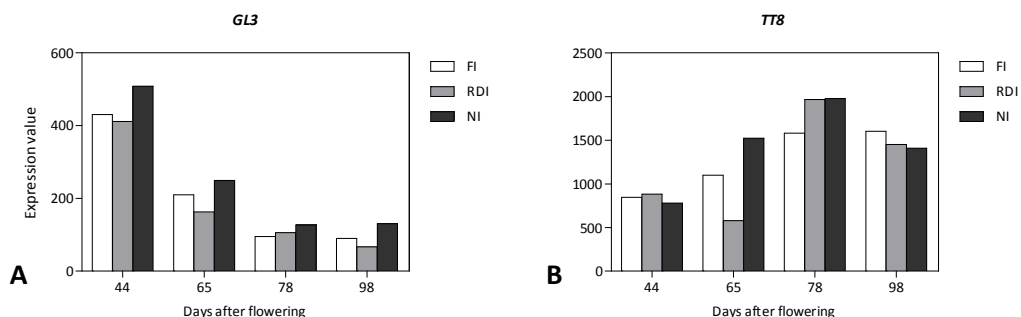 GL3
600
400
200
0
Expression value
44 65 78 98
Days after flowering
FI
RDI
NI
A
TT8
2500
2000
1500
1000
500
0
44 65 78 98
Days after flowering
FI
RDI
NI
B